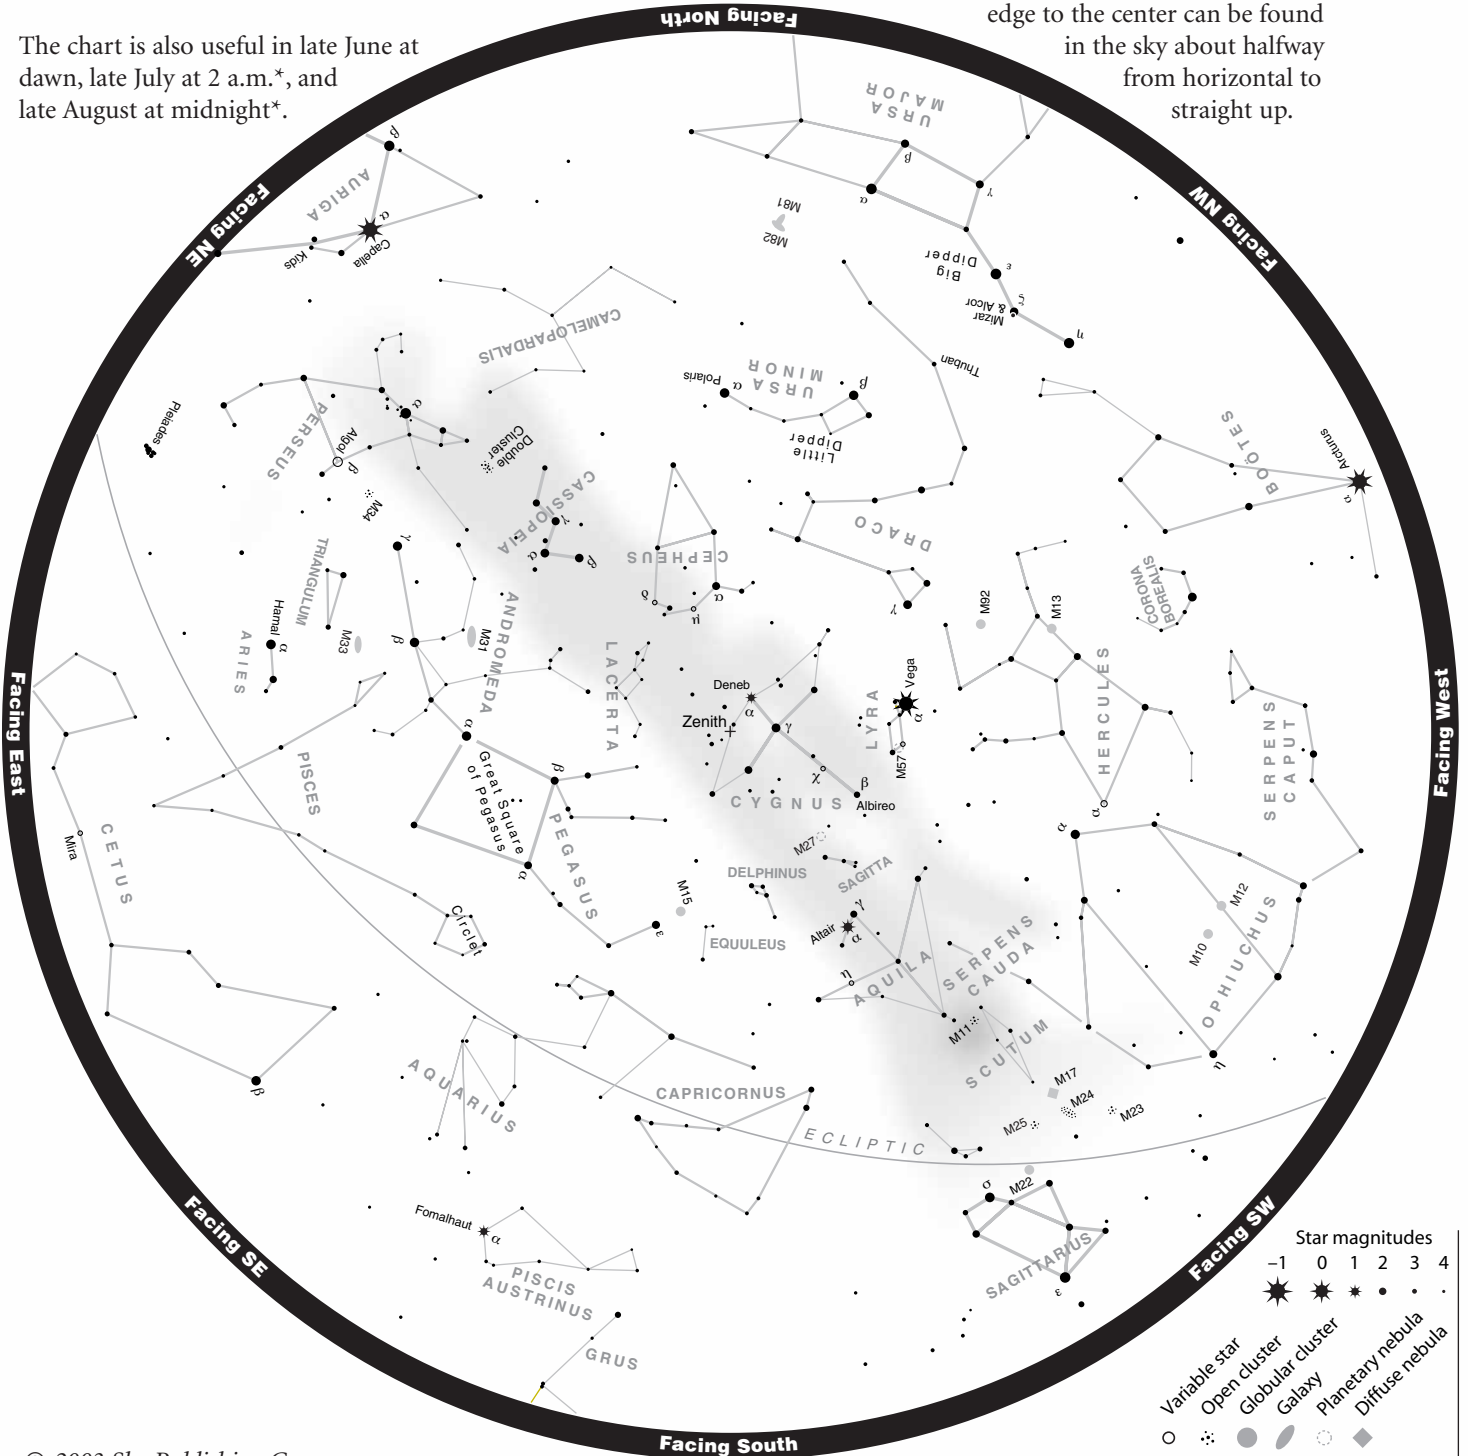 The chart is also useful in late June at
dawn, late July at 2 a.m.*, and
late August at midnight*.
edge to the center can be found
in the sky about halfway
from horizontal to
straight up.
Facing North
Facing NE
Facing NW
Facing East
Facing West
Facing SE
Facing SW
Facing South
URSA
MAJOR
β
α
γ
ε
ζ
η
Big
Dipper
Mizar
& Alcor
M81
M82
AURIGA
β
α
Capella
Kids
CAMELOPARDALIS
URSA
MINOR
Polaris
α
β
Little
Dipper
Thuban
DRACO
γ
BOÖTES
Arcturus
α
CORONA
BOREALIS
PERSEUS
α
Algol
β
Double
Cluster
M34
Pleiades
CASSIOPEIA
γ
α
β
CEPHEUS
δ
μ
α
TRIANGULUM
M33
Hamal
α
ARIES
ANDROMEDA
γ
β
M31
α
LACERTA
Deneb
α
Zenith
γ
χ
β
Albireo
CYGNUS
LYRA
Vega
α
M57
M92
M13
HERCULES
α
SERPENS
CAPUT
PISCES
Circlet
Great Square
of Pegasus
β
α
PEGASUS
ε
M15
CETUS
Mira
β
M27
SAGITTA
DELPHINUS
EQUULEUS
Altair
γ
α
η
AQUILA
SERPENS
CAUDA
M11
SCUTUM
OPHIUCHUS
α
M12
M10
η
M17
M24
M25
M23
M22
AQUARIUS
CAPRICORNUS
ECLIPTIC
SAGITTARIUS
σ
ε
Fomalhaut
α
PISCIS
AUSTRINUS
GRUS
Star magnitudes
–1 0 1 2 3 4
Variable star
Open cluster
Globular cluster
Galaxy
Planetary nebula
Diffuse nebula